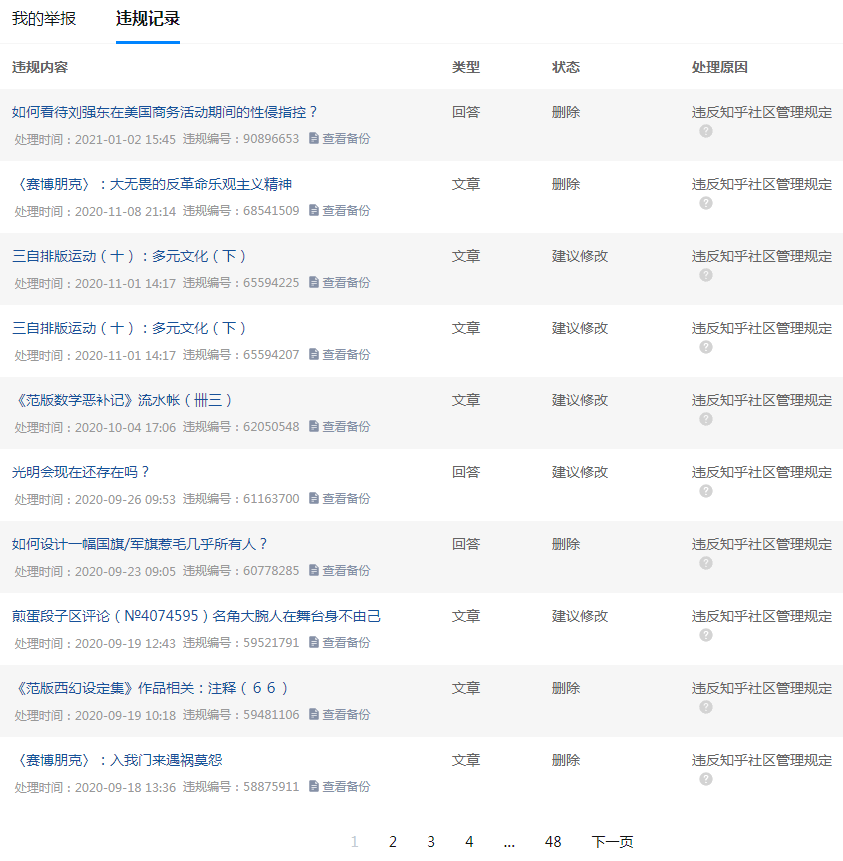 我的举报 违规记录
违规内容 类型 状态 处理原因
如何看待刘强东在美国商务活动期间的性侵指控？ 回答 删除 违反知乎社区管理规定
处理时间：2021-01-02 15:45 违规编号：90896653 查看备份 ?
〈赛博朋克〉：大无畏的反革命乐观主义精神 文章 删除 违反知乎社区管理规定
处理时间：2020-11-08 21:14 违规编号：68541509 查看备份 ?
三自排版运动（十）：多元文化（下） 文章 建议修改 违反知乎社区管理规定
处理时间：2020-11-01 14:17 违规编号：65594225 查看备份 ?
三自排版运动（十）：多元文化（下） 文章 建议修改 违反知乎社区管理规定
处理时间：2020-11-01 14:17 违规编号：65594207 查看备份 ?
《范版数学恶补记》流水帐（卌三） 文章 建议修改 违反知乎社区管理规定
处理时间：2020-10-04 17:06 违规编号：62050548 查看备份 ?
光明会现在还存在吗？ 回答 建议修改 违反知乎社区管理规定
处理时间：2020-09-26 09:53 违规编号：61163700 查看备份 ?
如何设计一幅国旗/军旗惹毛几乎所有人？ 回答 删除 违反知乎社区管理规定
处理时间：2020-09-23 09:05 违规编号：60778285 查看备份 ?
煎蛋段子区评论（№4074595）名角大腕人在舞台身不由己 文章 建议修改 违反知乎社区管理规定
处理时间：2020-09-19 12:43 违规编号：59521791 查看备份 ?
《范版西幻设定集》作品相关：注释（６６） 文章 删除 违反知乎社区管理规定
处理时间：2020-09-19 10:18 违规编号：59481106 查看备份 ?
〈赛博朋克〉：入我门来遇祸莫怨 文章 删除 违反知乎社区管理规定
处理时间：2020-09-18 13:36 违规编号：58875911 查看备份 ?
1 2 3 4 ... 48 下一页